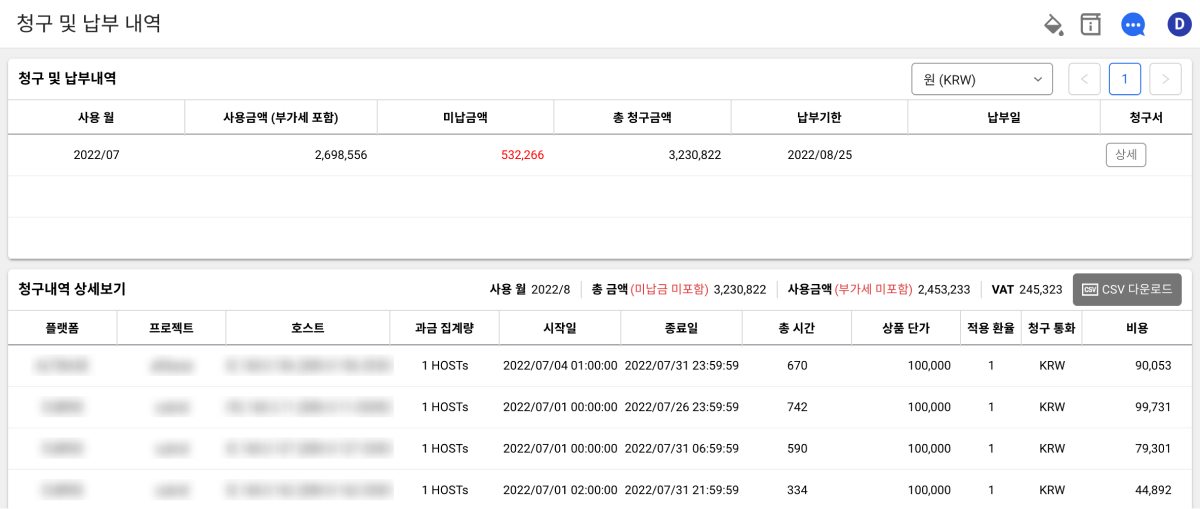 청구 및 납부 내역
D
청구 및 납부내역
원 (KRW)
< 1 >
사용 월 사용금액 (부가세 포함) 미납금액 총 청구금액 납부기한 납부일 청구서
2022/07 2,698,556 532,266 3,230,822 2022/08/25 상세
청구내역 상세보기 사용 월 2022/8 총 금액 (미납금 미포함) 3,230,822 사용금액 (부가세 미포함) 2,453,233 VAT 245,323 CSV CSV 다운로드
플랫폼 프로젝트 호스트 과금 집계량 시작일 종료일 총 시간 상품 단가 적용 환율 청구 통화 비용
1 HOSTs 2022/07/04 01:00:00 2022/07/31 23:59:59 670 100,000 1 KRW 90,053
1 HOSTs 2022/07/01 00:00:00 2022/07/26 23:59:59 742 100,000 1 KRW 99,731
1 HOSTs 2022/07/01 00:00:00 2022/07/31 06:59:59 590 100,000 1 KRW 79,301
1 HOSTs 2022/07/01 02:00:00 2022/07/31 21:59:59 334 100,000 1 KRW 44,892